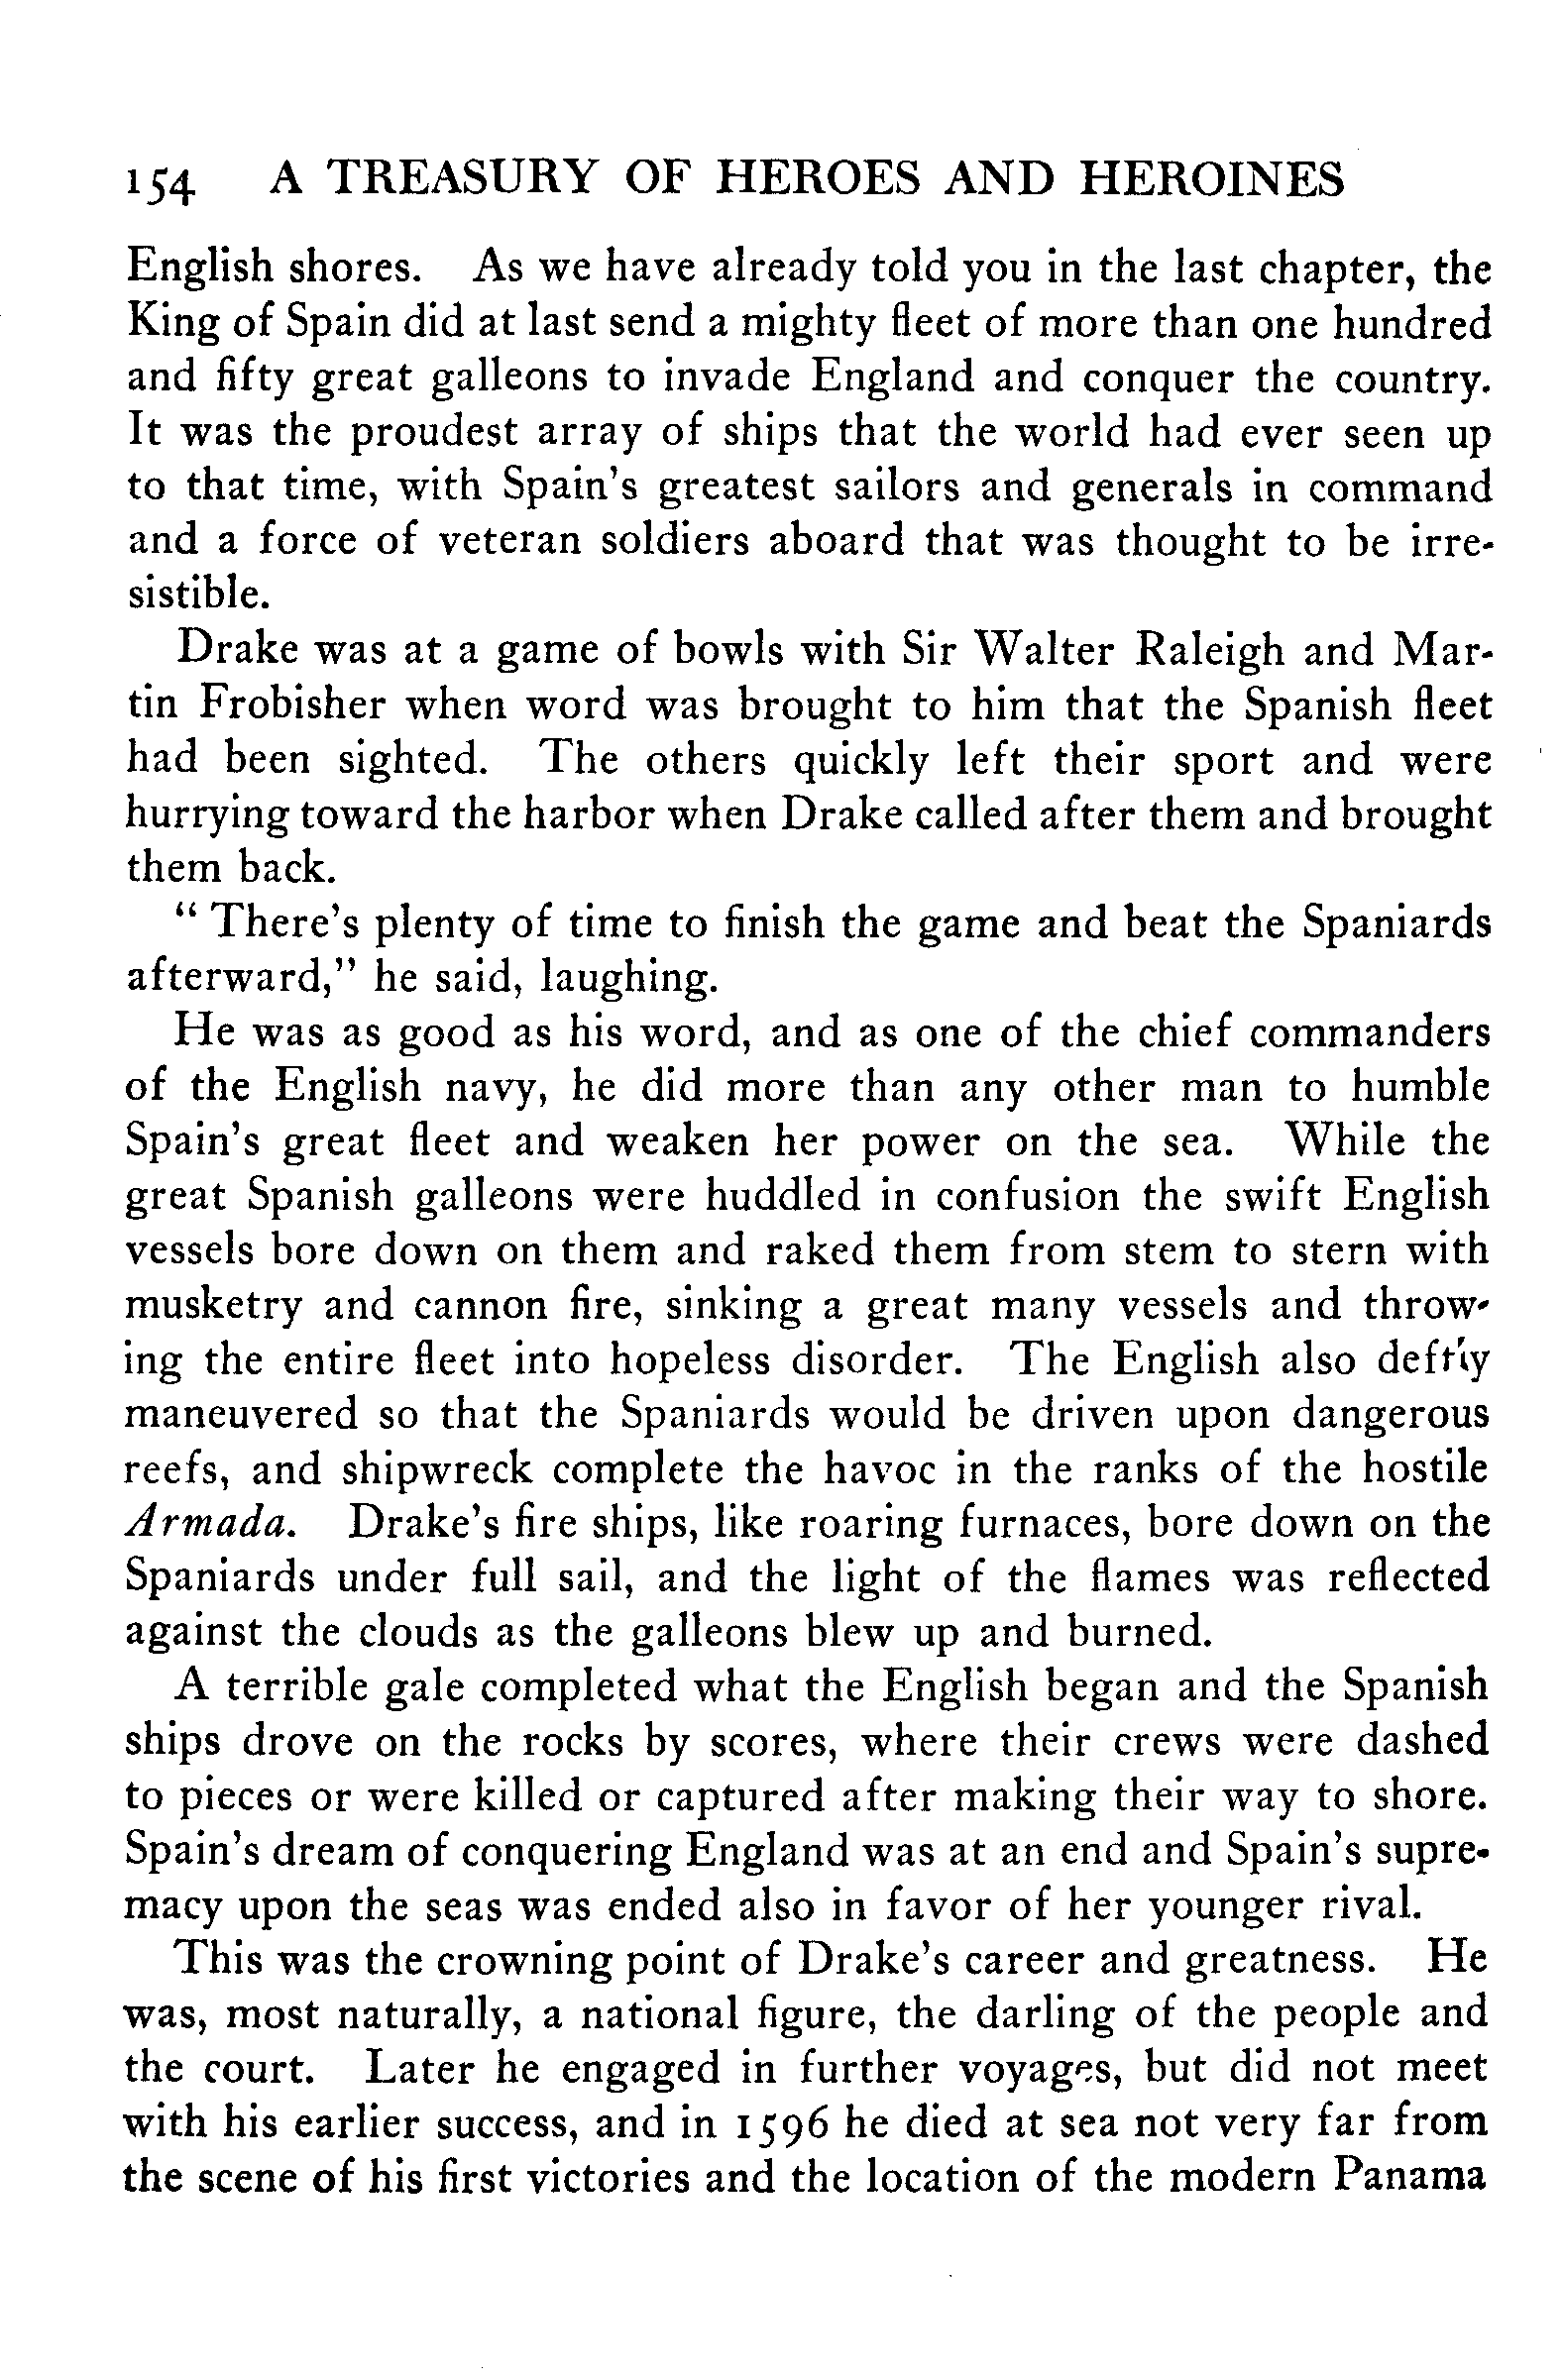 154 A TREASURY OF HEROES AND HEROINES
English shores. As we have already told you in the last chapter, the
King of Spain did at last send a mighty fleet of more than one hundred
and fifty great galleons to invade England and conquer the country.
It was the proudest array of ships that the world had ever seen up
to that time, with Spain's greatest sailors and generals in command
and a force of veteran soldiers aboard that was thought to be irre-
sistible.
Drake was at a game of bowls with Sir Walter Raleigh and Mar-
tin Frobisher when word was brought to him that the Spanish fleet
had been sighted. The others quickly left their sport and were
hurrying toward the harbor when Drake called after them and brought
them back.
" There's plenty of time to finish the game and beat the Spaniards
afterward," he said, laughing.
He was as good as his word, and as one of the chief commanders
of the English navy, he did more than any other man to humble
Spain's great fleet and weaken her power on the sea. While the
great Spanish galleons were huddled in confusion the swift English
vessels bore down on them and raked them from stem to stern with
musketry and cannon fire, sinking a great many vessels and throw-
ing the entire fleet into hopeless disorder. The English also deftly
maneuvered so that the Spaniards would be driven upon dangerous
reefs, and shipwreck complete the havoc in the ranks of the hostile
Armada. Drake's fire ships, like roaring furnaces, bore down on the
Spaniards under full sail, and the light of the flames was reflected
against the clouds as the galleons blew up and burned.
A terrible gale completed what the English began and the Spanish
ships drove on the rocks by scores, where their crews were dashed
to pieces or were killed or captured after making their way to shore.
Spain's dream of conquering England was at an end and Spain's supre-
macy upon the seas was ended also in favor of her younger rival.
This was the crowning point of Drake's career and greatness. He
was, most naturally, a national figure, the darling of the people and
the court. Later he engaged in further voyages, but did not meet
with his earlier success, and in 1596 he died at sea not very far from
the scene of his first victories and the location of the modern Panama